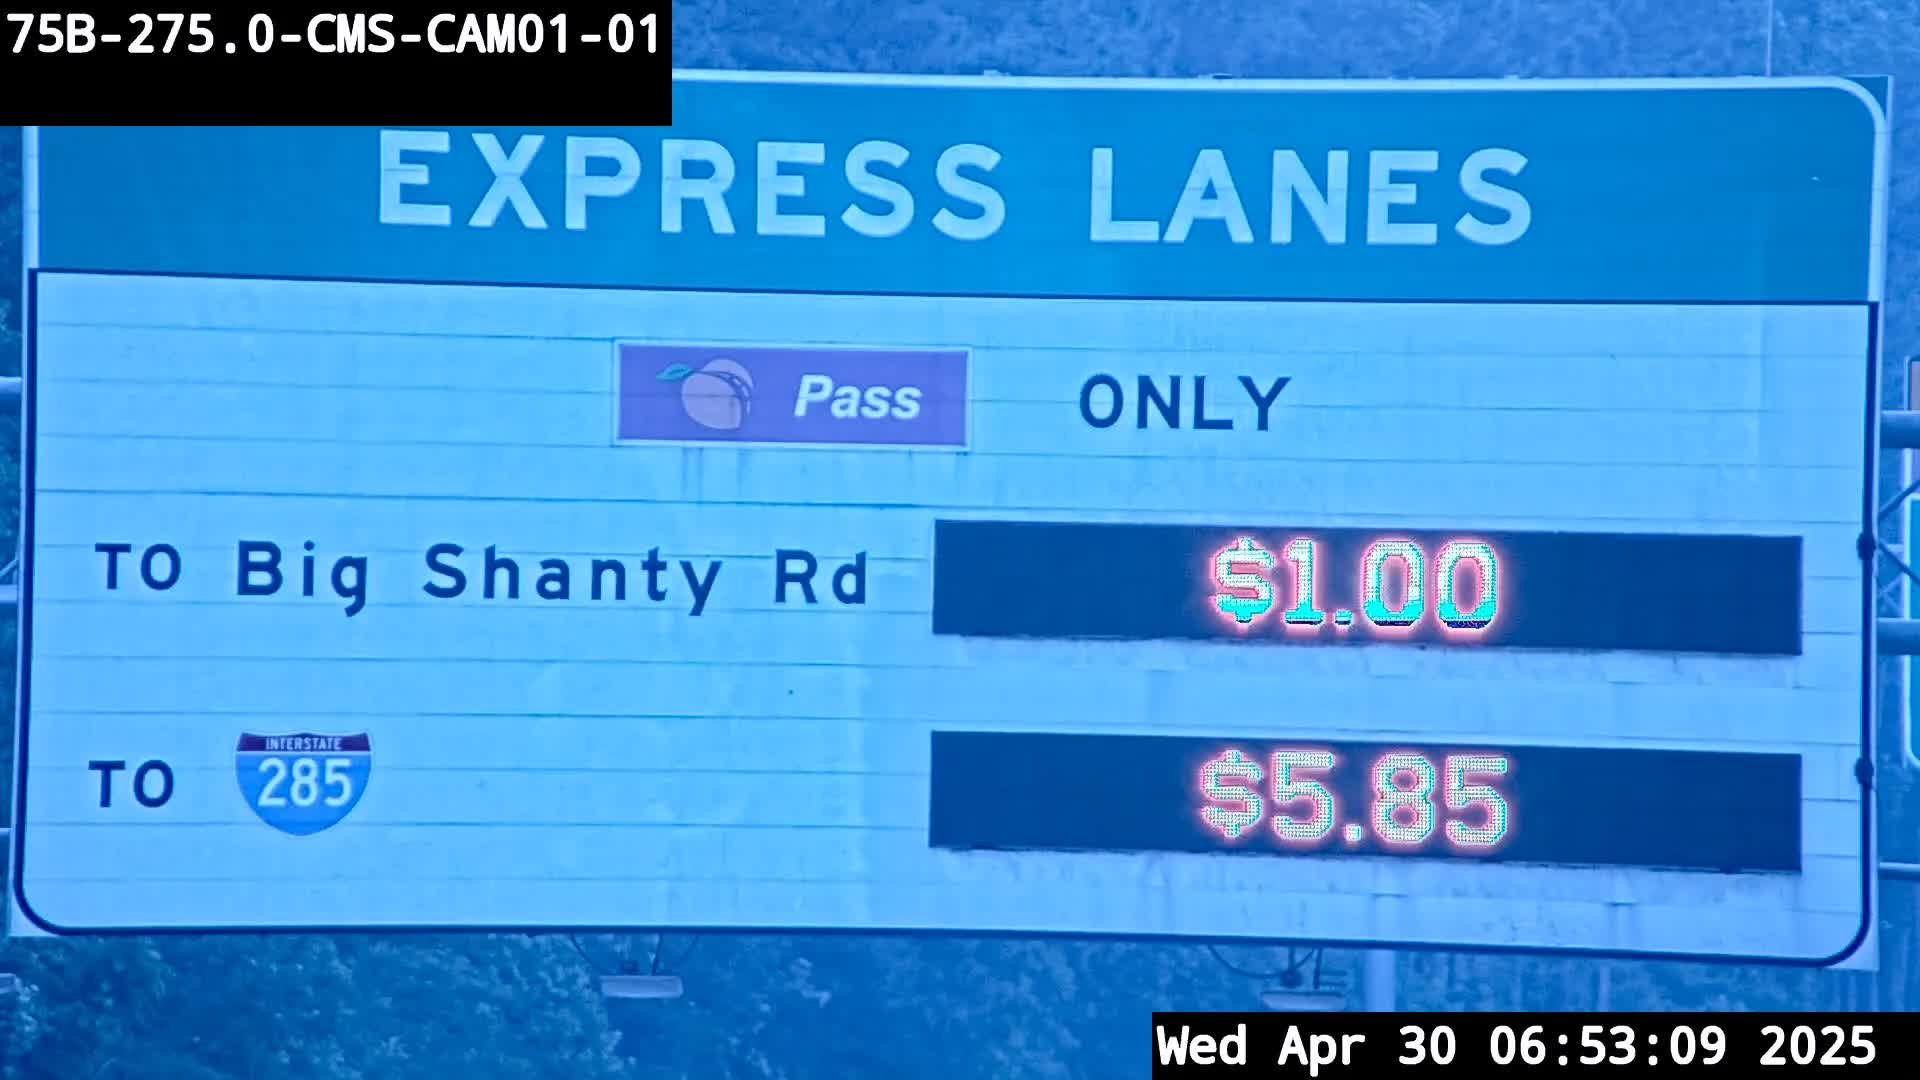 75B-275.0-CMS-CAM01-01
EXPRESS LANES
Pass ONLY
TO Big Shanty Rd $1.00
INTERSTATE
TO 285 $5.85
Wed Apr 30 06:53:09 2025